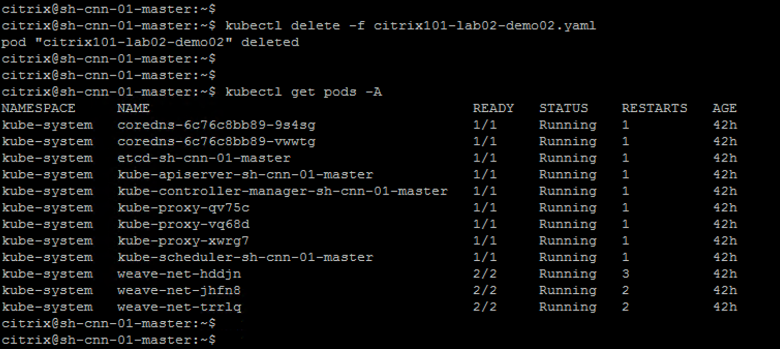 citrix@sh-cnn-01-master:~$
citrix@sh-cnn-01-master:~$ kubectl delete -f citrix101-lab02-demo02.yaml
pod "citrix101-lab02-demo02" deleted
citrix@sh-cnn-01-master:~$
citrix@sh-cnn-01-master:~$
citrix@sh-cnn-01-master:~$ kubectl get pods -A
NAMESPACE NAME READY STATUS RESTARTS AGE
kube-system coredns-6c76c8bb89-9s4sg 1/1 Running 1 42h
kube-system coredns-6c76c8bb89-vwwtg 1/1 Running 1 42h
kube-system etcd-sh-cnn-01-master 1/1 Running 1 42h
kube-system kube-apiserver-sh-cnn-01-master 1/1 Running 1 42h
kube-system kube-controller-manager-sh-cnn-01-master 1/1 Running 1 42h
kube-system kube-proxy-qv75c 1/1 Running 1 42h
kube-system kube-proxy-vq68d 1/1 Running 1 42h
kube-system kube-proxy-xwrg7 1/1 Running 1 42h
kube-system kube-scheduler-sh-cnn-01-master 1/1 Running 1 42h
kube-system weave-net-hddjn 2/2 Running 3 42h
kube-system weave-net-jhfn8 2/2 Running 2 42h
kube-system weave-net-trrlq 2/2 Running 2 42h
citrix@sh-cnn-01-master:~$
citrix@sh-cnn-01-master:~$